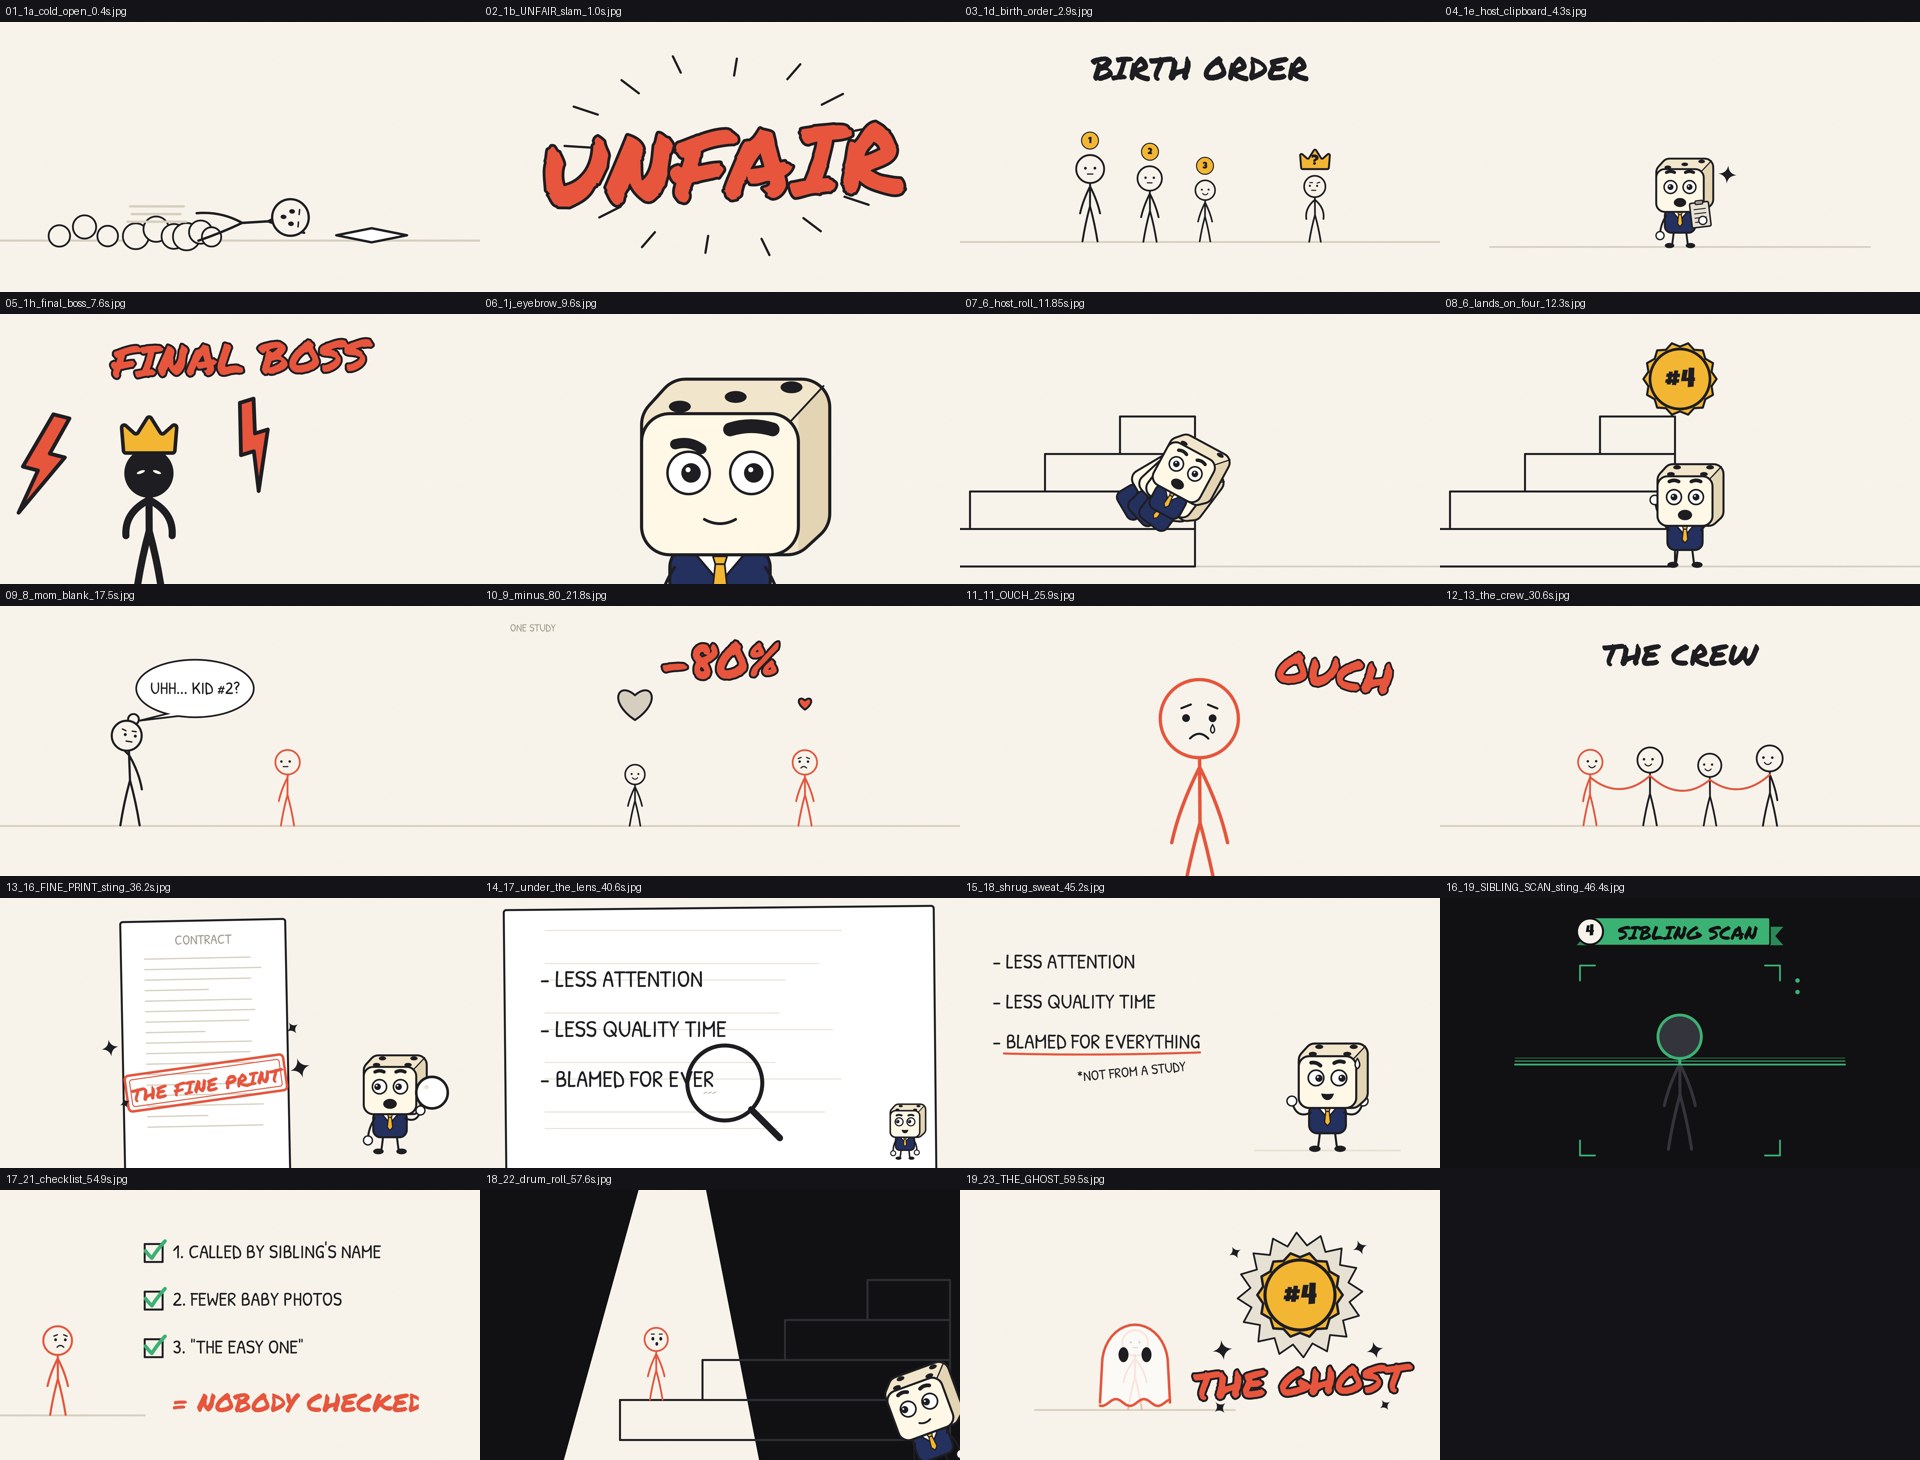 01_1a_cold_open_0.4s.jpg
02_1b_UNFAIR_slam_1.0s.jpg
03_1d_birth_order_2.9s.jpg
04_1e_host_clipboard_4.3s.jpg
UNFAIR
BIRTH ORDER
1
2
3
?
05_1h_final_boss_7.6s.jpg
06_1j_eyebrow_9.6s.jpg
07_6_host_roll_11.85s.jpg
08_6_lands_on_four_12.3s.jpg
FINAL BOSS
#4
09_8_mom_blank_17.5s.jpg
10_9_minus_80_21.8s.jpg
11_11_OUCH_25.9s.jpg
12_13_the_crew_30.6s.jpg
UHH... KID #2?
ONE STUDY
-80%
OUCH
THE CREW
13_16_FINE_PRINT_sting_36.2s.jpg
14_17_under_the_lens_40.6s.jpg
15_18_shrug_sweat_45.2s.jpg
16_19_SIBLING_SCAN_sting_46.4s.jpg
CONTRACT
THE FINE PRINT
- LESS ATTENTION
- LESS QUALITY TIME
- BLAMED FOR EVER
- LESS ATTENTION
- LESS QUALITY TIME
- BLAMED FOR EVERYTHING
*NOT FROM A STUDY
4 SIBLING SCAN
17_21_checklist_54.9s.jpg
18_22_drum_roll_57.6s.jpg
19_23_THE_GHOST_59.5s.jpg
1. CALLED BY SIBLING'S NAME
2. FEWER BABY PHOTOS
3. "THE EASY ONE"
= NOBODY CHECKED
#4
THE GHOST